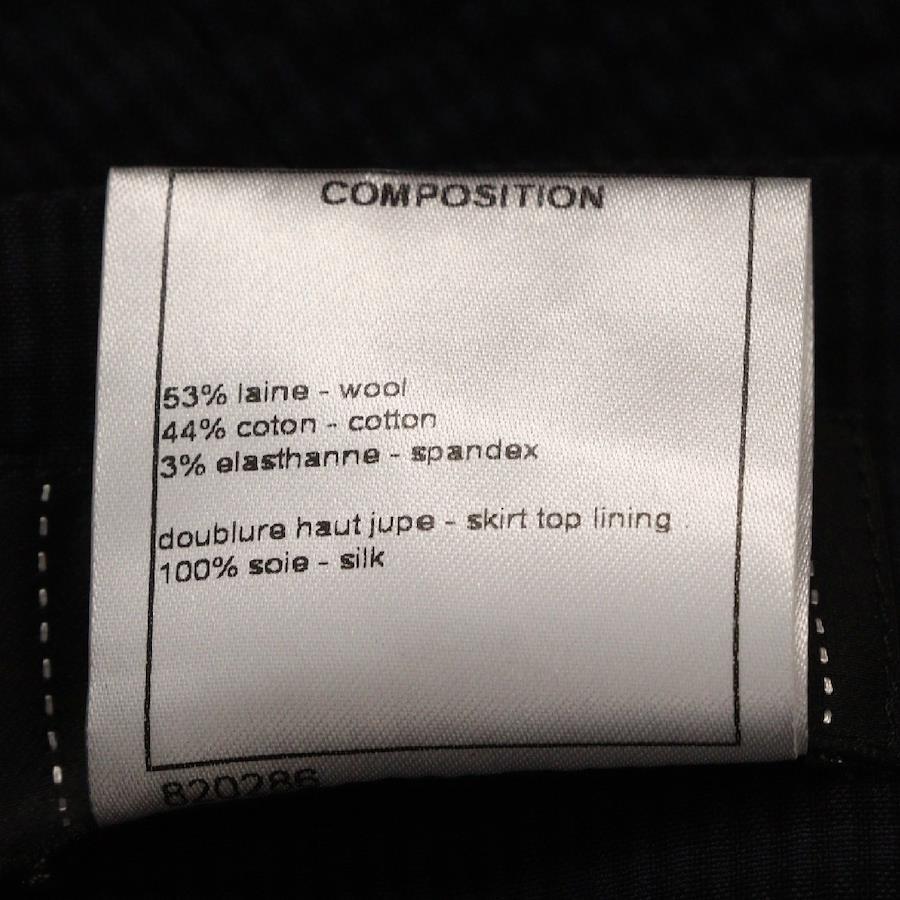 COMPOSITION
53% laine - wool
44% coton - cotton
3% elasthanne - spandex
doublure haut jupe - skirt top lining
100% soie - silk
820286